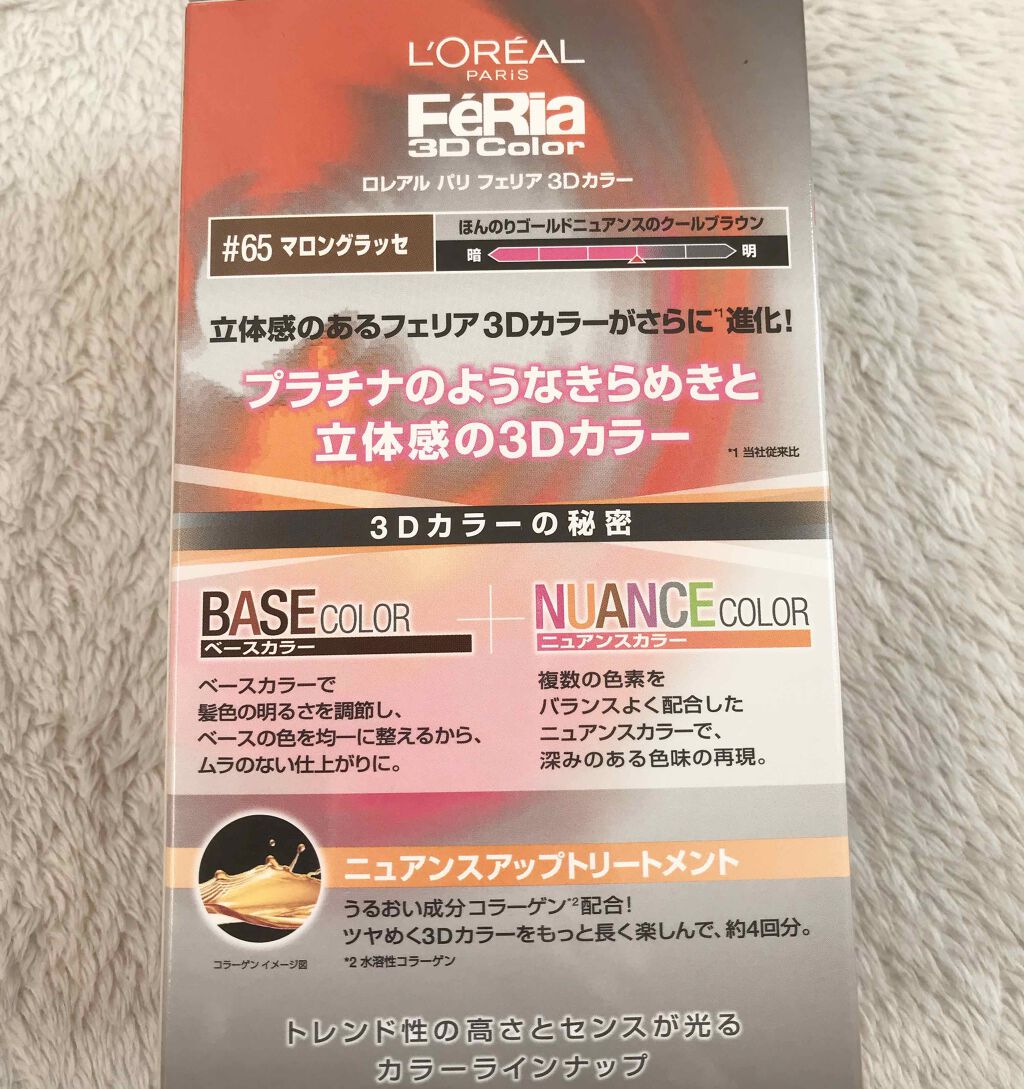 L'ORÉAL
PARIS
FéRia
3D Color
ロレアル パリ フェリア 3Dカラー
#65 マロングラッセ
ほんのりゴールドニュアンスのクールブラウン
暗 明
立体感のあるフェリア3Dカラーがさらに*1進化!
プラチナのようなきらめきと
立体感の3Dカラー
*1 当社従来比
3Dカラーの秘密
BASE COLOR
ベースカラー
ベースカラーで
髪色の明るさを調節し、
ベースの色を均一に整えるから、
ムラのない仕上がりに。
NUANCE COLOR
ニュアンスカラー
複数の色素を
バランスよく配合した
ニュアンスカラーで、
深みのある色味の再現。
ニュアンスアップトリートメント
うるおい成分コラーゲン*2配合!
ツヤめく3Dカラーをもっと長く楽しんで、約4回分。
*2 水溶性コラーゲン
コラーゲン イメージ図
トレンド性の高さとセンスが光る
カラーラインナップ